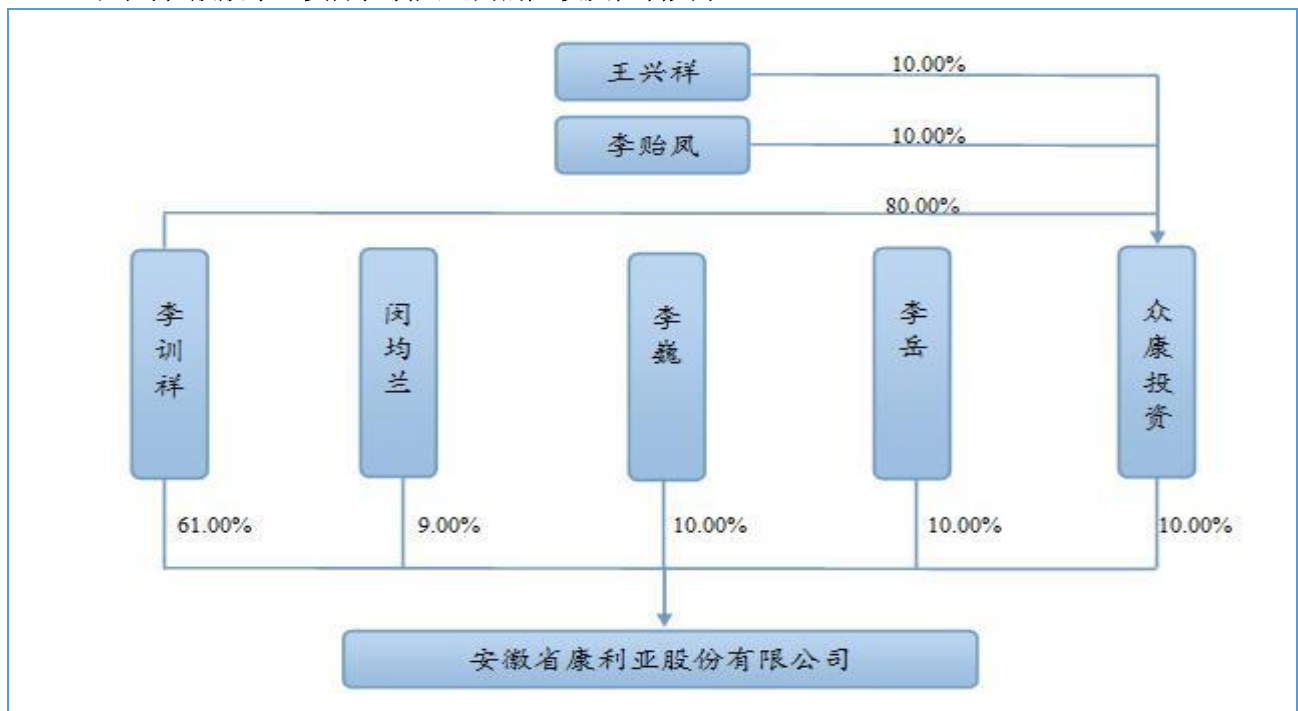 王兴祥
10.00%
李贻凤
10.00%
80.00%
李训祥
闵均兰
李巍
李岳
众康投资
61.00%
9.00%
10.00%
10.00%
10.00%
安徽省康利亚股份有限公司